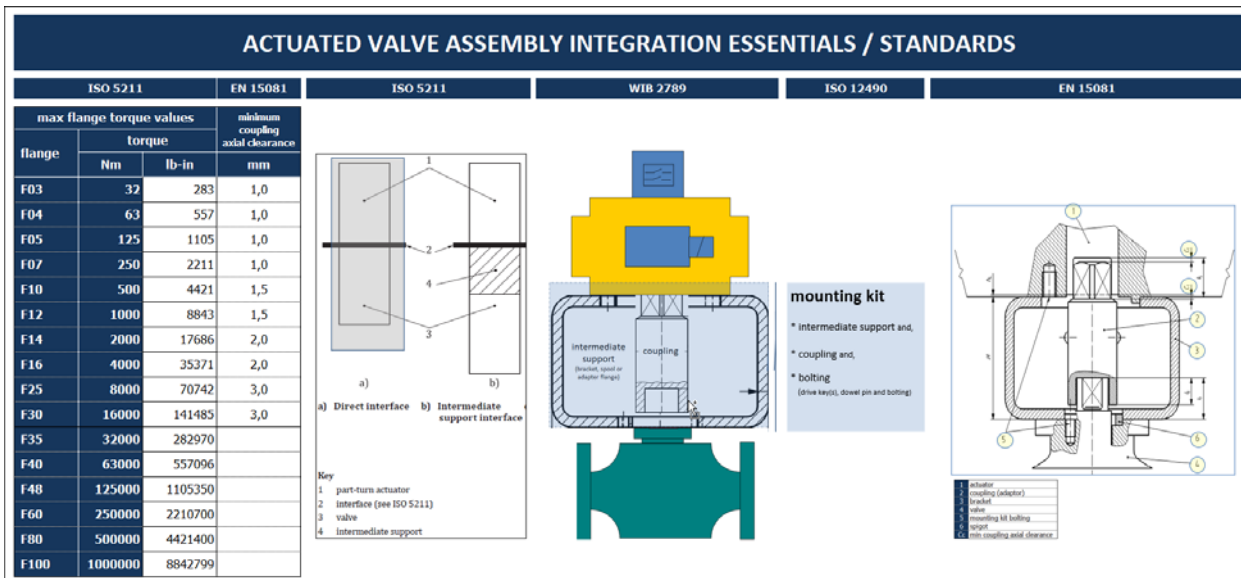 ACTUATED VALVE ASSEMBLY INTEGRATION ESSENTIALS / STANDARDS
ISO 5211 EN 15081 ISO 5211 WIB 2789 ISO 12490 EN 15081
max flange torque values
minimum
coupling
axial clearance
flange
torque
Nm lb-in mm
F03 32 283 1,0
F04 63 557 1,0
F05 125 1105 1,0
F07 250 2211 1,0
F10 500 4421 1,5
F12 1000 8843 1,5
F14 2000 17686 2,0
F16 4000 35371 2,0
F25 8000 70742 3,0
F30 16000 141485 3,0
F35 32000 282970
F40 63000 557096
F48 125000 1105350
F60 250000 2210700
F80 500000 4421400
F100 1000000 8842799
1
2
4
3
a) b)
a) Direct interface b) Intermediate
support interface
Key
1 part-turn actuator
2 interface (see ISO 5211)
3 valve
4 intermediate support
intermediate
support
(bracket, spool or
adaptor flange)
coupling
mounting kit
* intermediate support and,
* coupling and,
* bolting
(drive key(s), dowel pin and bolting)
1
2
3
5
6
4
1 actuator
2 coupling (adaptor)
3 bracket
4 valve
5 mounting kit bolting
6 spigot
min coupling axial clearance